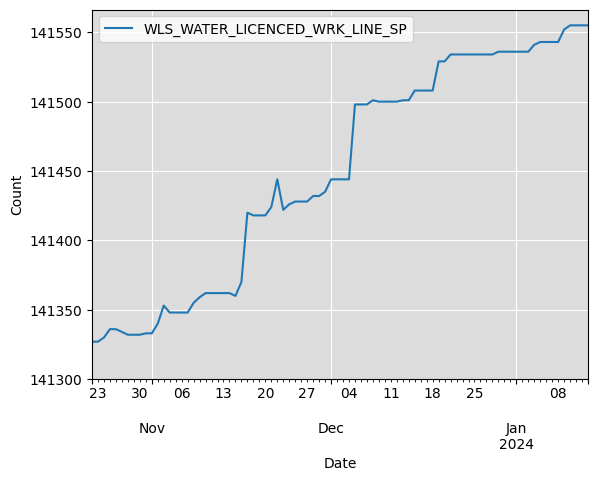 WLS_WATER_LICENCED_WRK_LINE_SP
141550
141500
141450
141400
141350
141300
Count
23 30 06 13 20 27 04 11 18 25 08
Nov Dec Jan
2024
Date